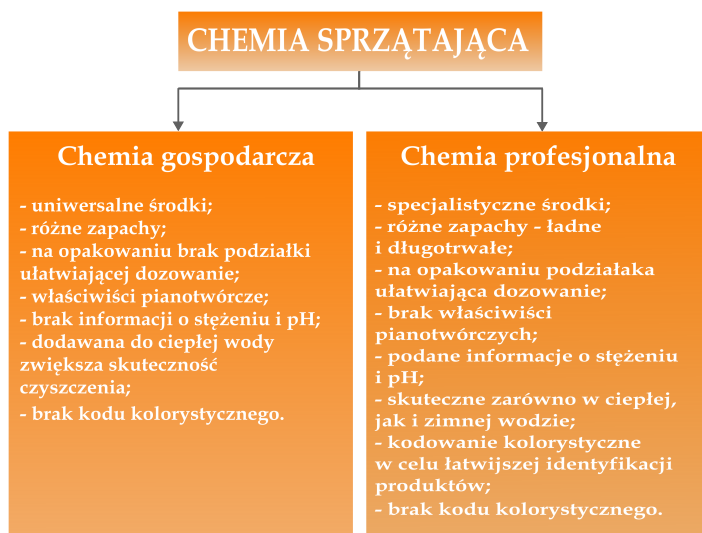 CHEMIA SPRZĄTAJĄCA
Chemia gospodarcza
- uniwersalne środki;
- różne zapachy;
- na opakowaniu brak podziałki
ułatwiającej dozowanie;
- właściwiści pianotwórcze;
- brak informacji o stężeniu i pH;
- dodawana do ciepłej wody
zwiększa skuteczność
czyszczenia;
- brak kodu kolorystycznego.
Chemia profesjonalna
- specjalistyczne środki;
- różne zapachy - ładne
i długotrwałe;
- na opakowaniu podziałaka
ułatwiająca dozowanie;
- brak właściwiści
pianotwórczych;
- podane informacje o stężeniu
i pH;
- skuteczne zarówno w ciepłej,
jak i zimnej wodzie;
- kodowanie kolorystyczne
w celu łatwijszej identyfikacji
produktów;
- brak kodu kolorystycznego.